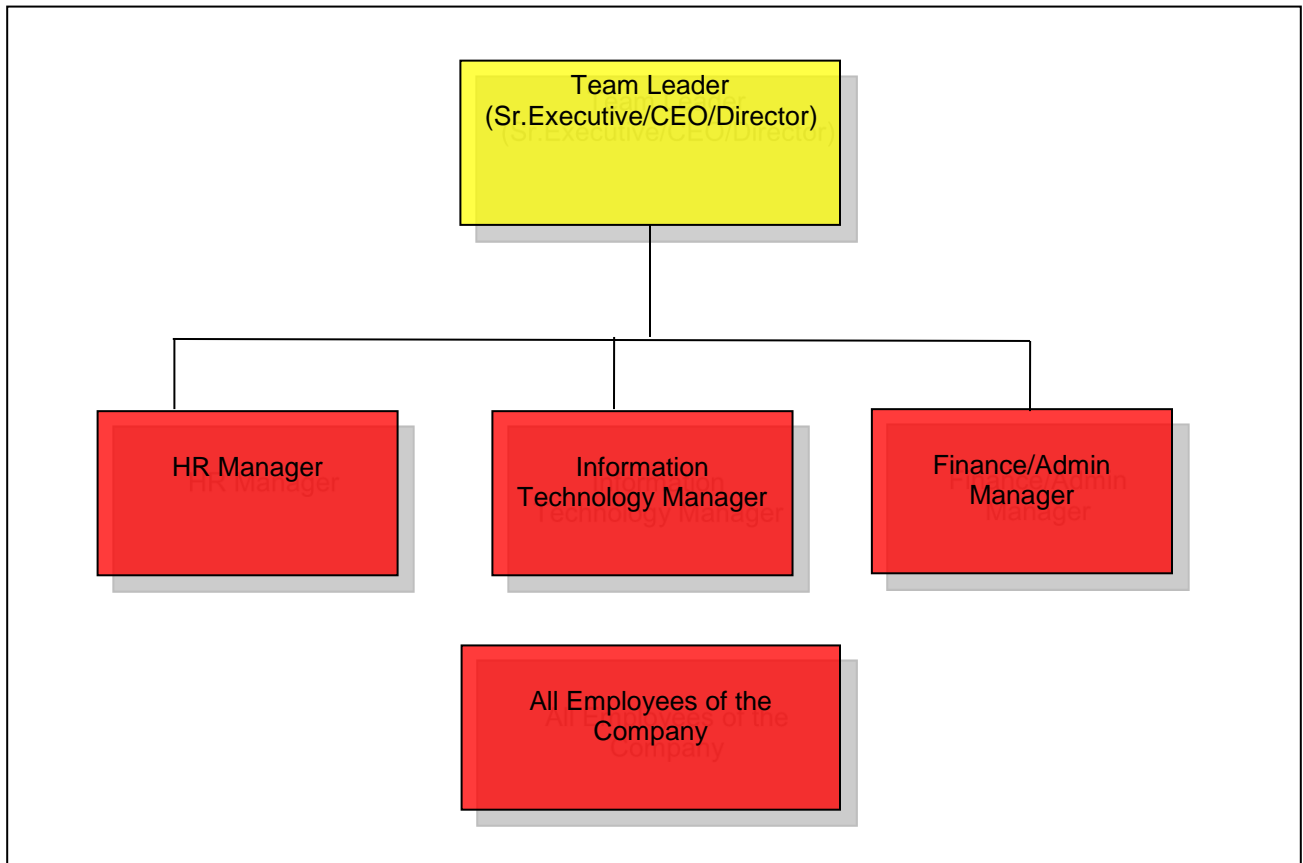 Team Leader
(Sr.Executive/CEO/Director)
HR Manager
Information
Technology Manager
Finance/Admin
Manager
All Employees of the
Company